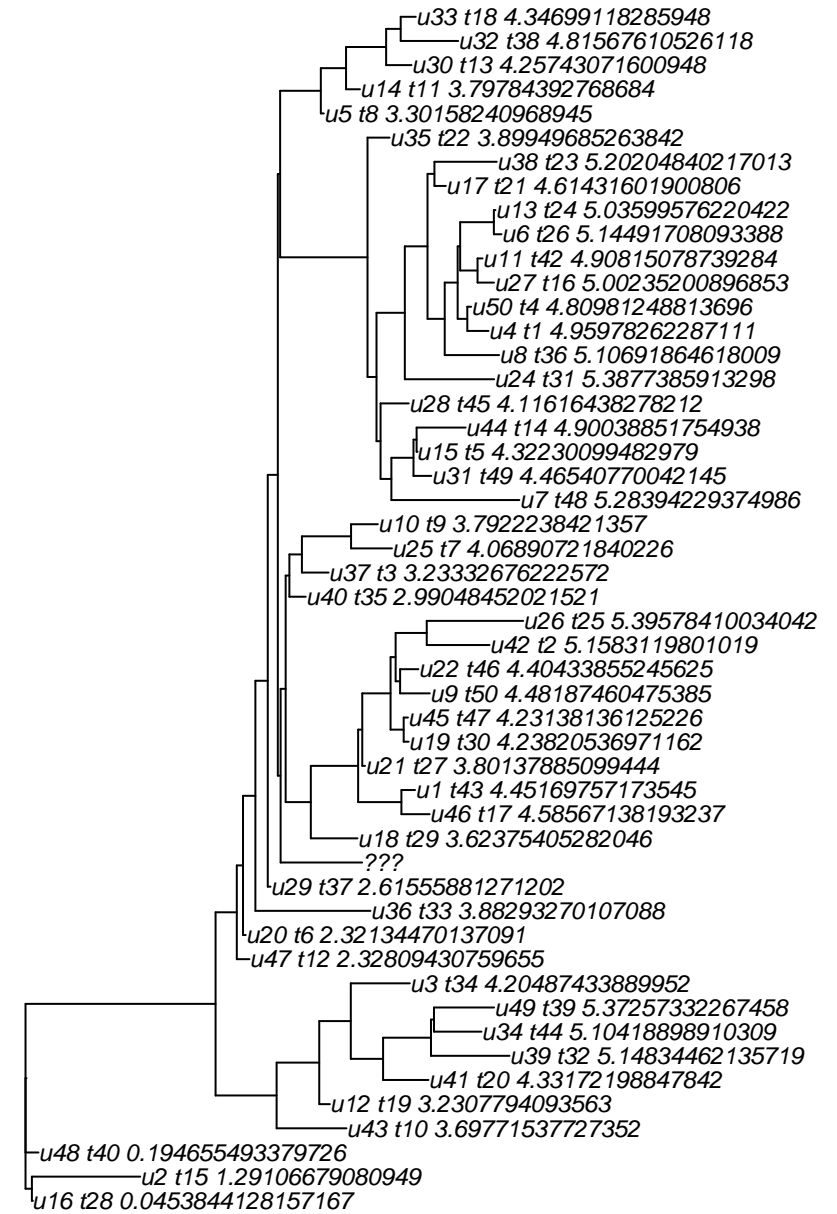 u33 t18 4.34699118285948
u32 t38 4.81567610526118
u30 t13 4.25743071600948
u14 t11 3.79784392768684
u5 t8 3.30158240968945
u35 t22 3.89949685263842
u38 t23 5.20204840217013
u17 t21 4.61431601900806
u13 t24 5.03599576220422
u6 t26 5.14491708093388
u11 t42 4.90815078739284
u27 t16 5.00235200896853
u50 t4 4.80981248813696
u4 t1 4.95978262287111
u8 t36 5.10691864618009
u24 t31 5.3877385913298
u28 t45 4.11616438278212
u44 t14 4.90038851754938
u15 t5 4.32230099482979
u31 t49 4.46540770042145
u7 t48 5.28394229374986
u10 t9 3.7922238421357
u25 t7 4.06890721840226
u37 t3 3.23332676222572
u40 t35 2.99048452021521
u26 t25 5.39578410034042
u42 t2 5.1583119801019
u22 t46 4.40433855245625
u9 t50 4.48187460475385
u45 t47 4.23138136125226
u19 t30 4.23820536971162
u21 t27 3.80137885099444
u1 t43 4.45169757173545
u46 t17 4.58567138193237
u18 t29 3.62375405282046
???
u29 t37 2.61555881271202
u36 t33 3.88293270107088
u20 t6 2.32134470137091
u47 t12 2.32809430759655
u3 t34 4.20487433889952
u49 t39 5.37257332267458
u34 t44 5.10418898910309
u39 t32 5.14834462135719
u41 t20 4.33172198847842
u12 t19 3.2307794093563
u43 t10 3.69771537727352
u48 t40 0.194655493379726
u2 t15 1.29106679080949
u16 t28 0.0453844128157167